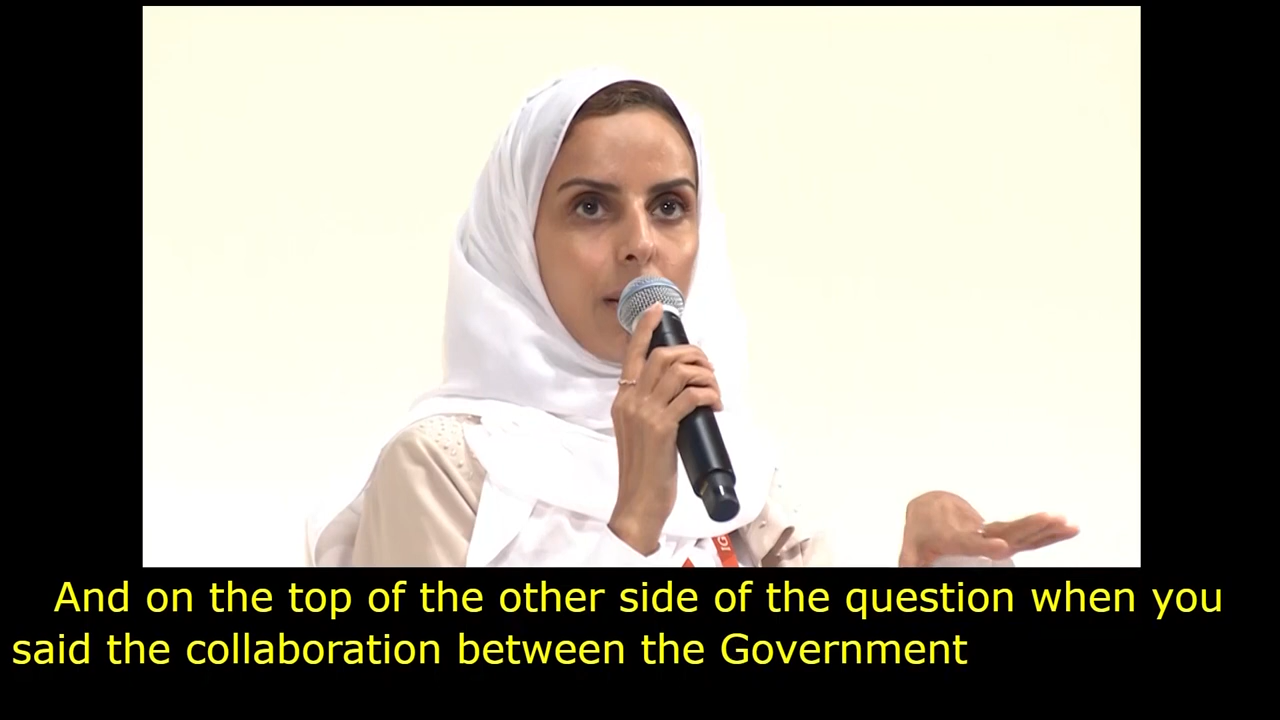 And on the top of the other side of the question when you
said the collaboration between the Government
IG